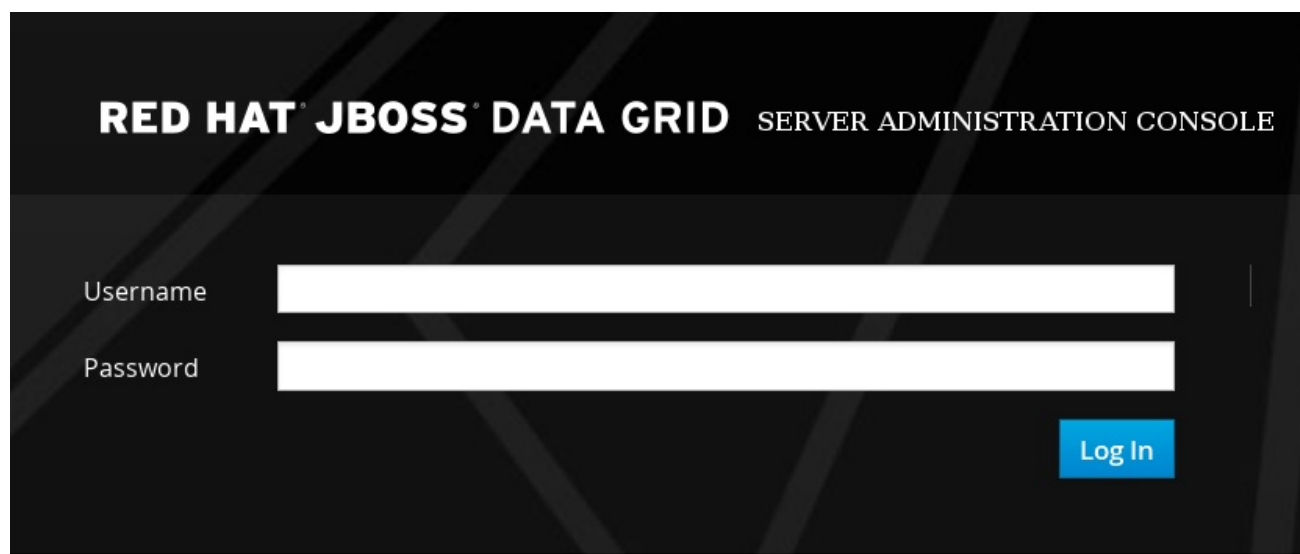 RED HAT® JBOSS® DATA GRID SERVER ADMINISTRATION CONSOLE
Username
Password
Log In